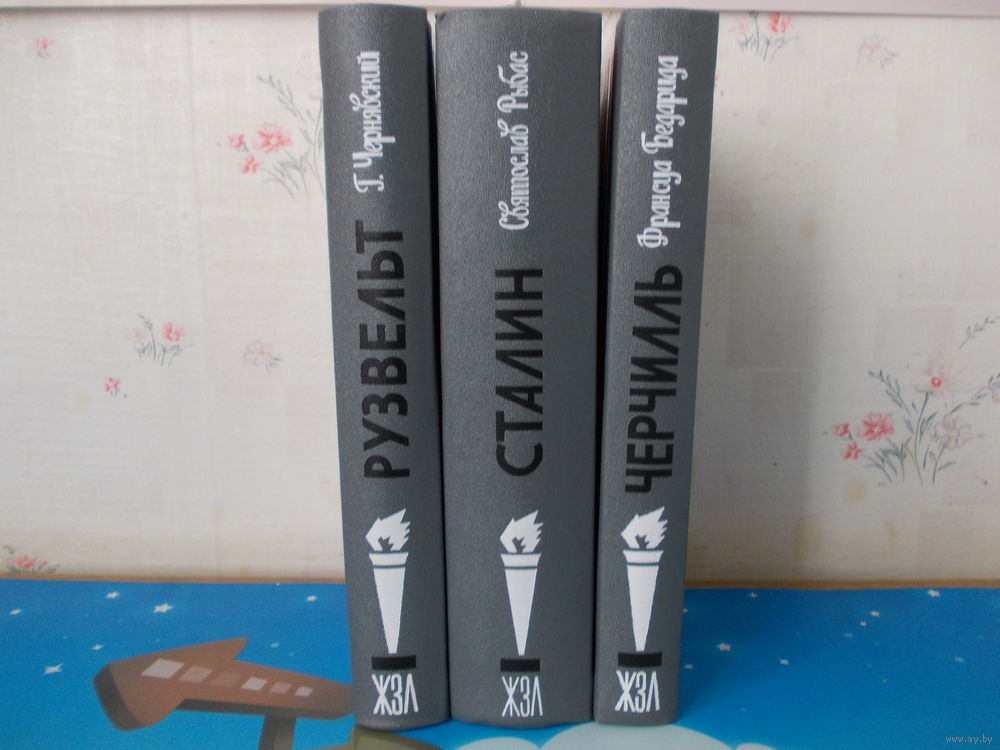 Г. Чернявский
РУЗВЕЛЬТ
ЖЗЛ
Святослав Рыбас
СТАЛИН
ЖЗЛ
Франсуа Бедарида
ЧЕРЧИЛЛЬ
ЖЗЛ
www.ay.by